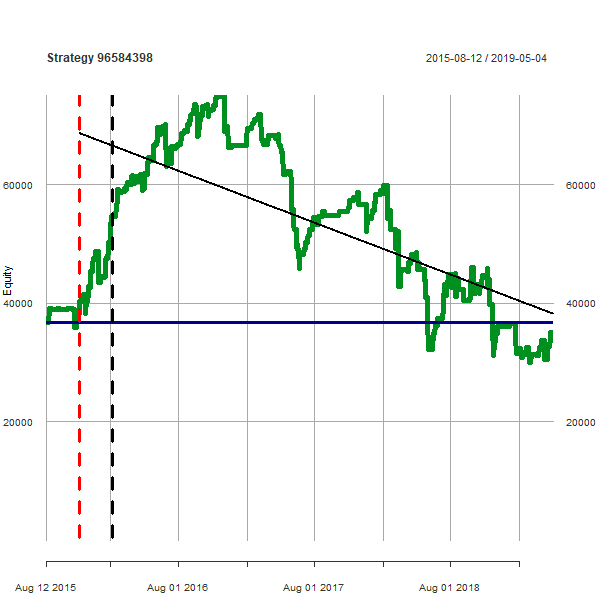 Strategy 96584398
2015-08-12 / 2019-05-04
60000
60000
Equity
40000
40000
20000
20000
Aug 12 2015
Aug 01 2016
Aug 01 2017
Aug 01 2018